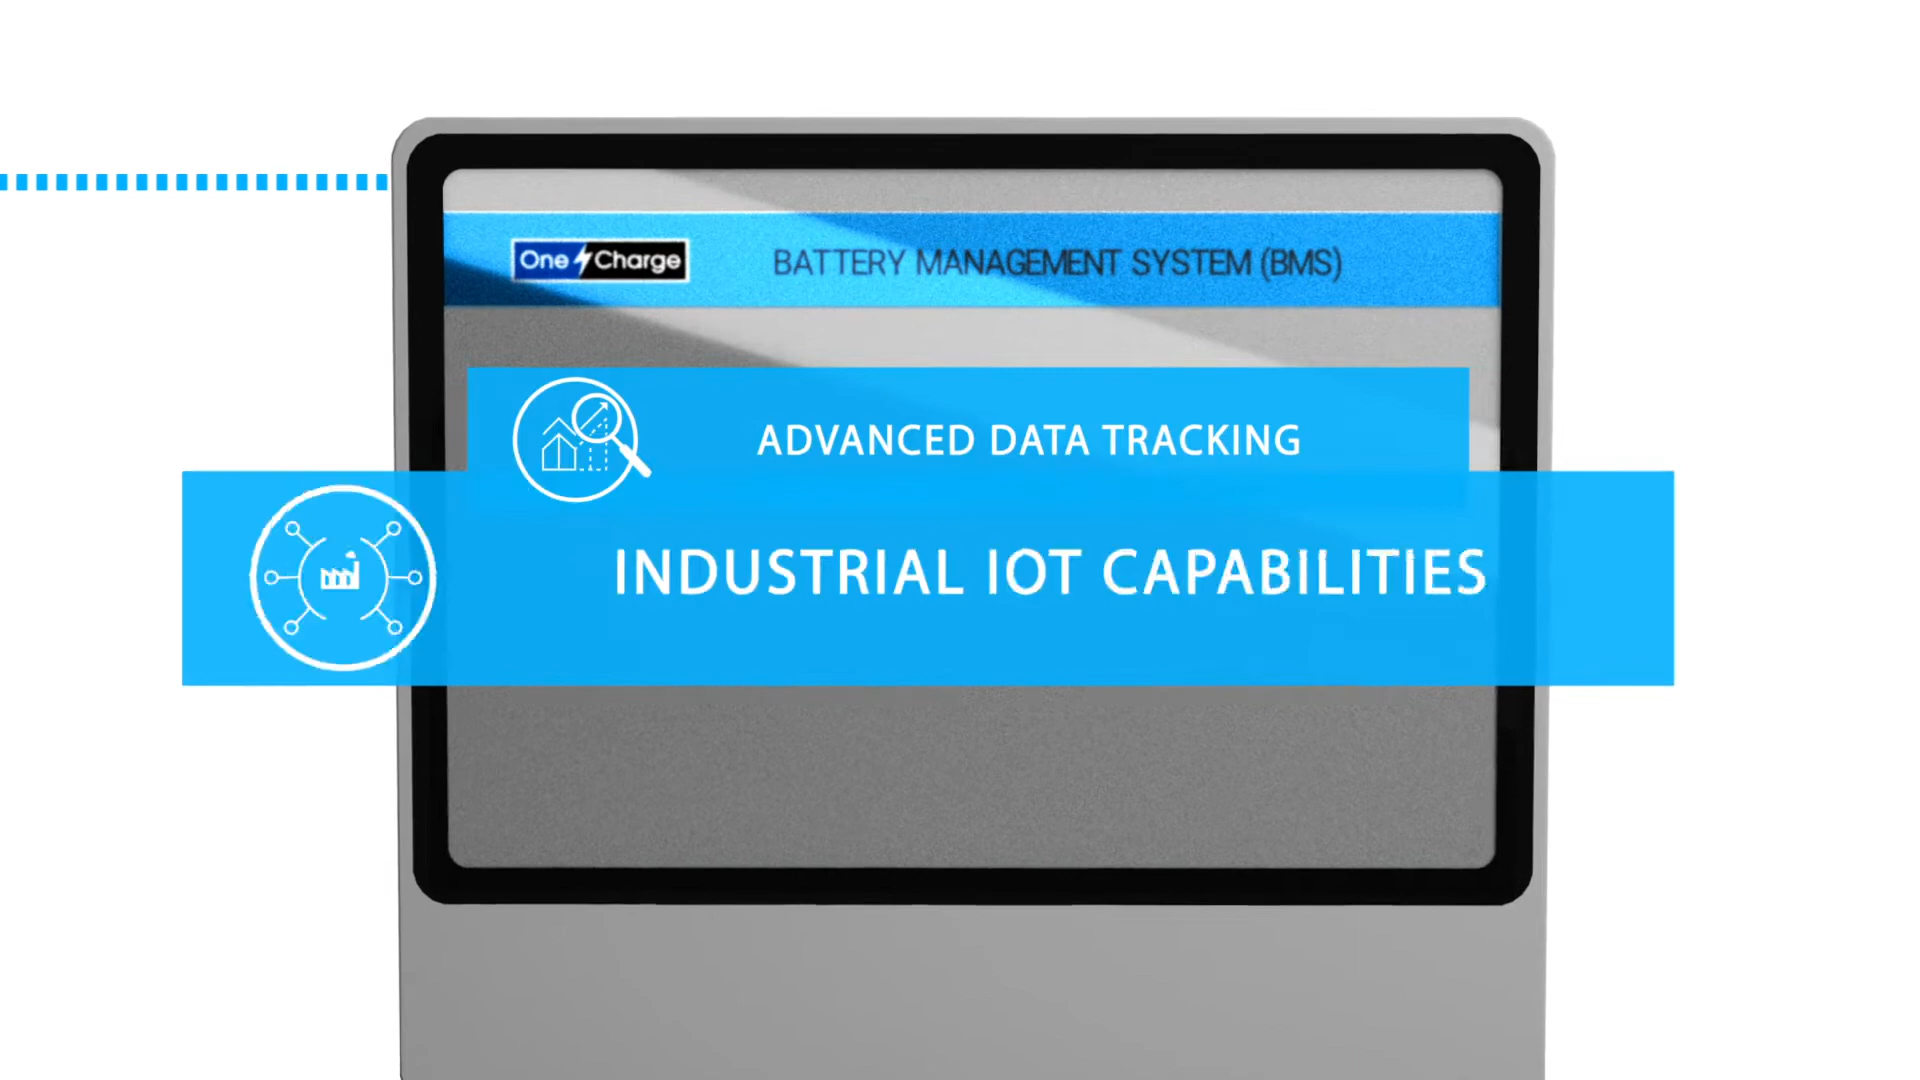 One Charge
BATTERY MANAGEMENT SYSTEM (BMS)
ADVANCED DATA TRACKING
INDUSTRIAL IOT CAPABILITIES